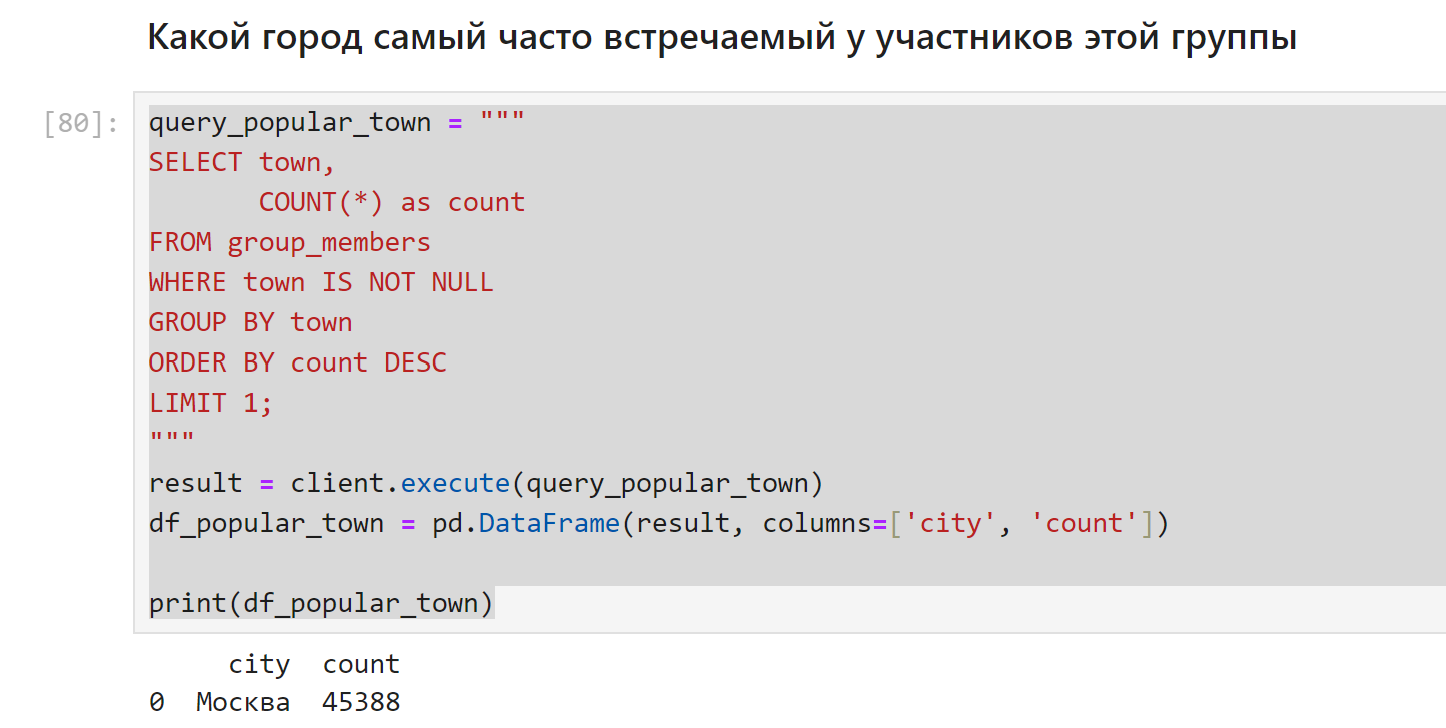 Какой город самый часто встречаемый у участников этой группы
[80]:
query_popular_town = """
SELECT town,
       COUNT(*) as count
FROM group_members
WHERE town IS NOT NULL
GROUP BY town
ORDER BY count DESC
LIMIT 1;
"""
result = client.execute(query_popular_town)
df_popular_town = pd.DataFrame(result, columns=['city', 'count'])
print(df_popular_town)
     city  count
0  Москва  45388